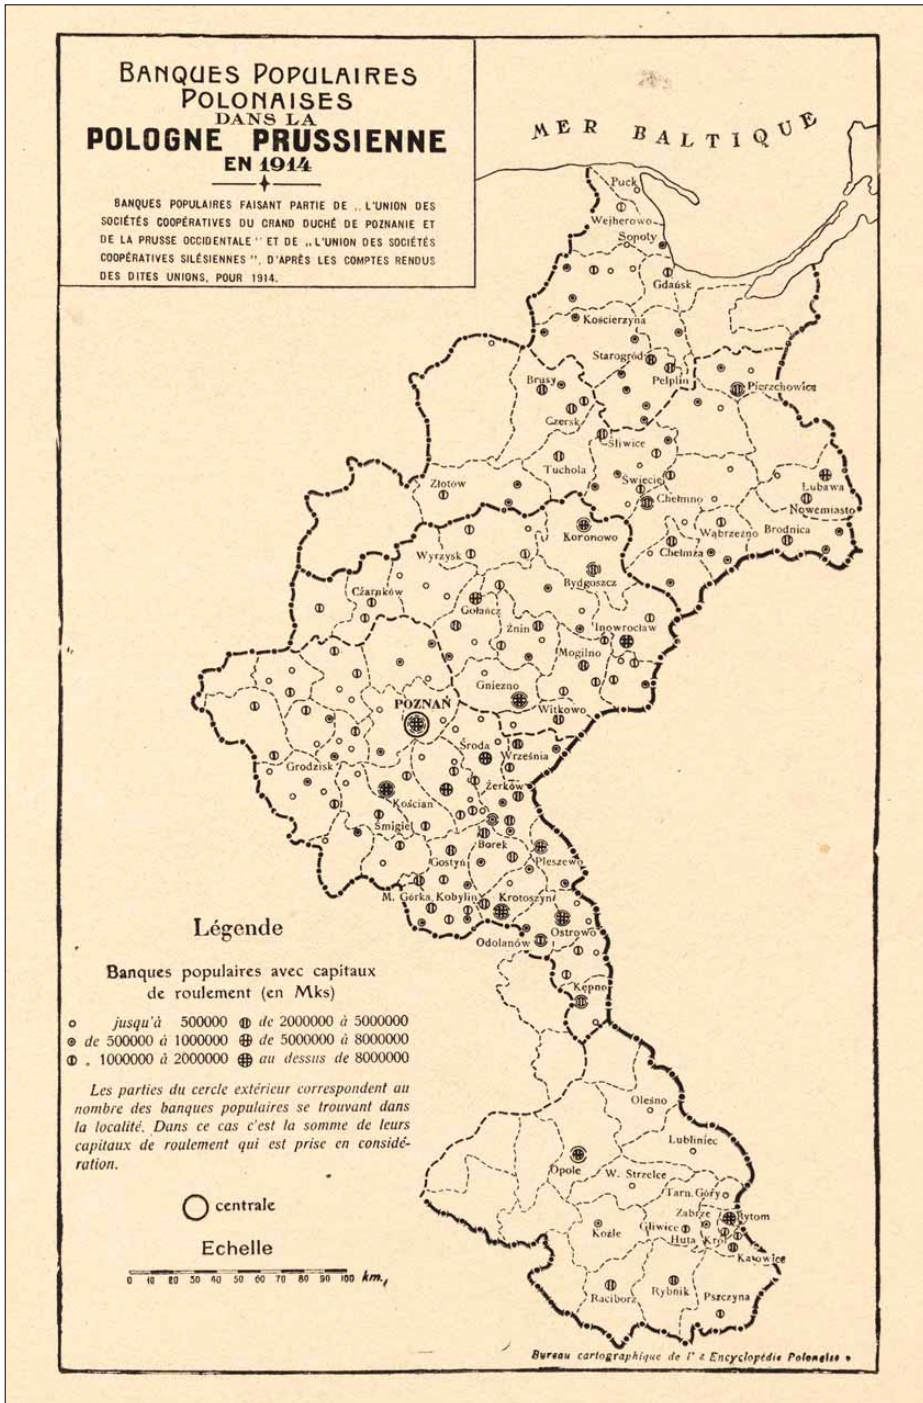 BANQUES POPULAIRES
POLONAISES
DANS LA
POLOGNE PRUSSIENNE
EN 1914
BANQUES POPULAIRES FAISANT PARTIE DE „L'UNION DES
SOCIÉTÉS COOPÉRATIVES DU GRAND DUCHÉ DE POZNANIE ET
DE LA PRUSSE OCCIDENTALE" ET DE „L'UNION DES SOCIÉTÉS
COOPÉRATIVES SILÉSIENNES", D'APRÈS LES COMPTES RENDUS
DES DITES UNIONS, POUR 1914.
MER BALTIQUE
Puck
Wejherowo
Sopoty
Gdańsk
Kościerzyna
Starogród
Brusy
Pelplin
Pierzchowice
Czersk
Śliwice
Tuchola
Świecie
Złotów
Chełmno
Lubawa
Nowemiasto
Koronowo
Wąbrzeźno
Brodnica
Wyrzysk
Chełmża
Bydgoszcz
Czarnków
Gołańcz
Żnin
Inowrocław
Mogilno
Gniezno
POZNAŃ
Witkowo
Środa
Września
Grodzisk
Żerków
Kościan
Śmigiel
Borek
Gostyń
Pleszewo
M. Górka
Kobylin
Krotoszyn
Ostrowo
Odolanów
Kępno
Olesno
Lubliniec
Opole
W. Strzelce
Tarn. Góry
Zabrze
Bytom
Koźle
Gliwice
Huta Król.
Katowice
Racibórz
Rybnik
Pszczyna
Légende
Banques populaires avec capitaux
de roulement (en Mks)
jusqu'à 500000 de 2000000 à 5000000
de 500000 à 1000000 de 5000000 à 8000000
„ 1000000 à 2000000 au dessus de 8000000
Les parties du cercle extérieur correspondent au
nombre des banques populaires se trouvant dans
la localité. Dans ce cas c'est la somme de leurs
capitaux de roulement qui est prise en considé-
ration.
centrale
Echelle
0 10 20 30 40 50 60 70 80 90 100 km.
Bureau cartographique de l' Encyclopédie Polonaise